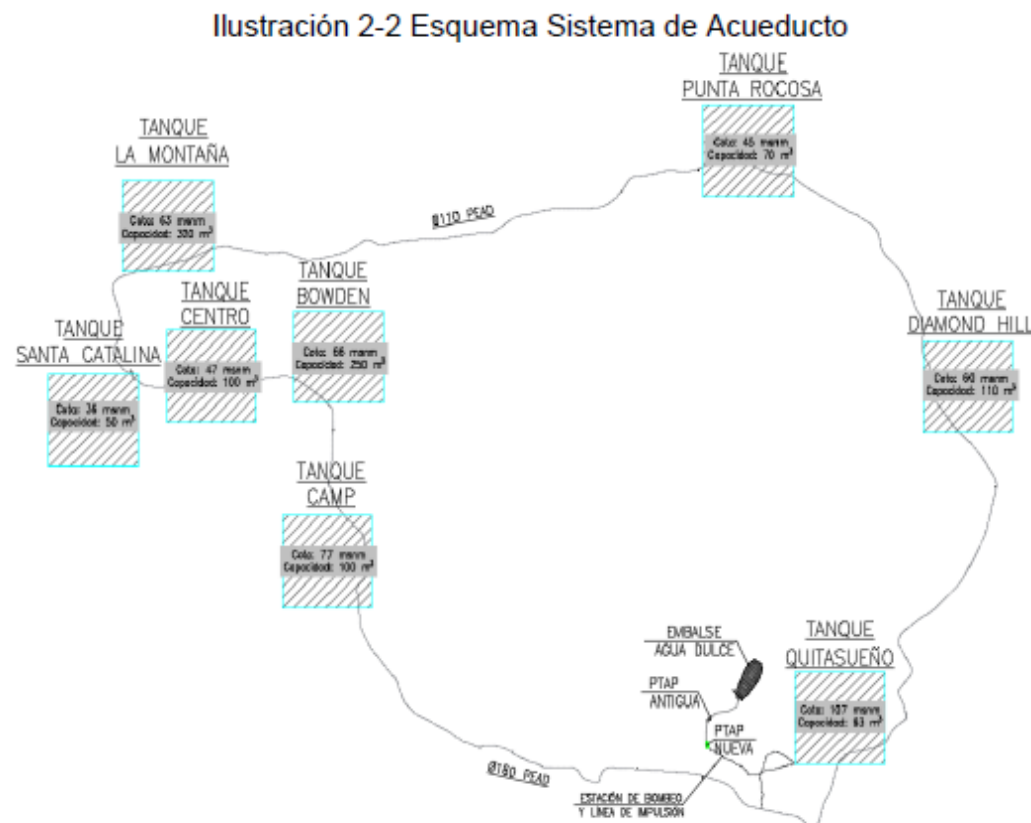 Ilustración 2-2 Esquema Sistema de Acueducto
TANQUE
PUNTA ROCOSA
Cota: 45 msnm
Capacidad: 70 m³
TANQUE
LA MONTAÑA
Cota: 63 msnm
Capacidad: 300 m³
Ø110 PEAD
TANQUE
BOWDEN
Cota: 66 msnm
Capacidad: 250 m³
TANQUE
CENTRO
Cota: 47 msnm
Capacidad: 100 m³
TANQUE
SANTA CATALINA
Cota: 36 msnm
Capacidad: 50 m³
TANQUE
DIAMOND HILL
Cota: 60 msnm
Capacidad: 110 m³
TANQUE
CAMP
Cota: 77 msnm
Capacidad: 100 m³
EMBALSE
AGUA DULCE
PTAP
ANTIGUA
PTAP
NUEVA
TANQUE
QUITASUEÑO
Cota: 107 msnm
Capacidad: 63 m³
Ø180 PEAD
ESTACIÓN DE BOMBEO
Y LÍNEA DE IMPULSIÓN